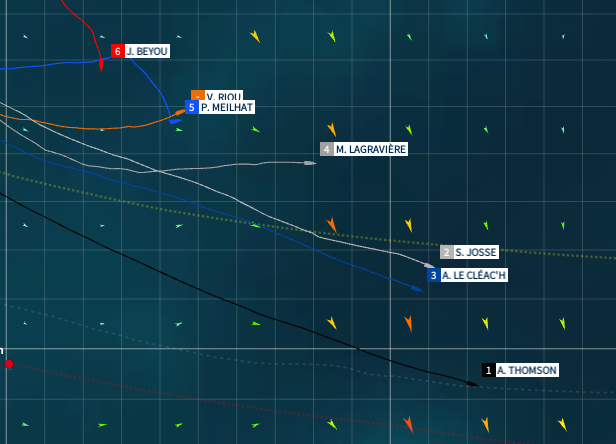 6 J. BEYOU
V. RIOU
5 P. MEILHAT
4 M. LAGRAVIÈRE
2 S. JOSSE
3 A. LE CLÉAC'H
1 A. THOMSON